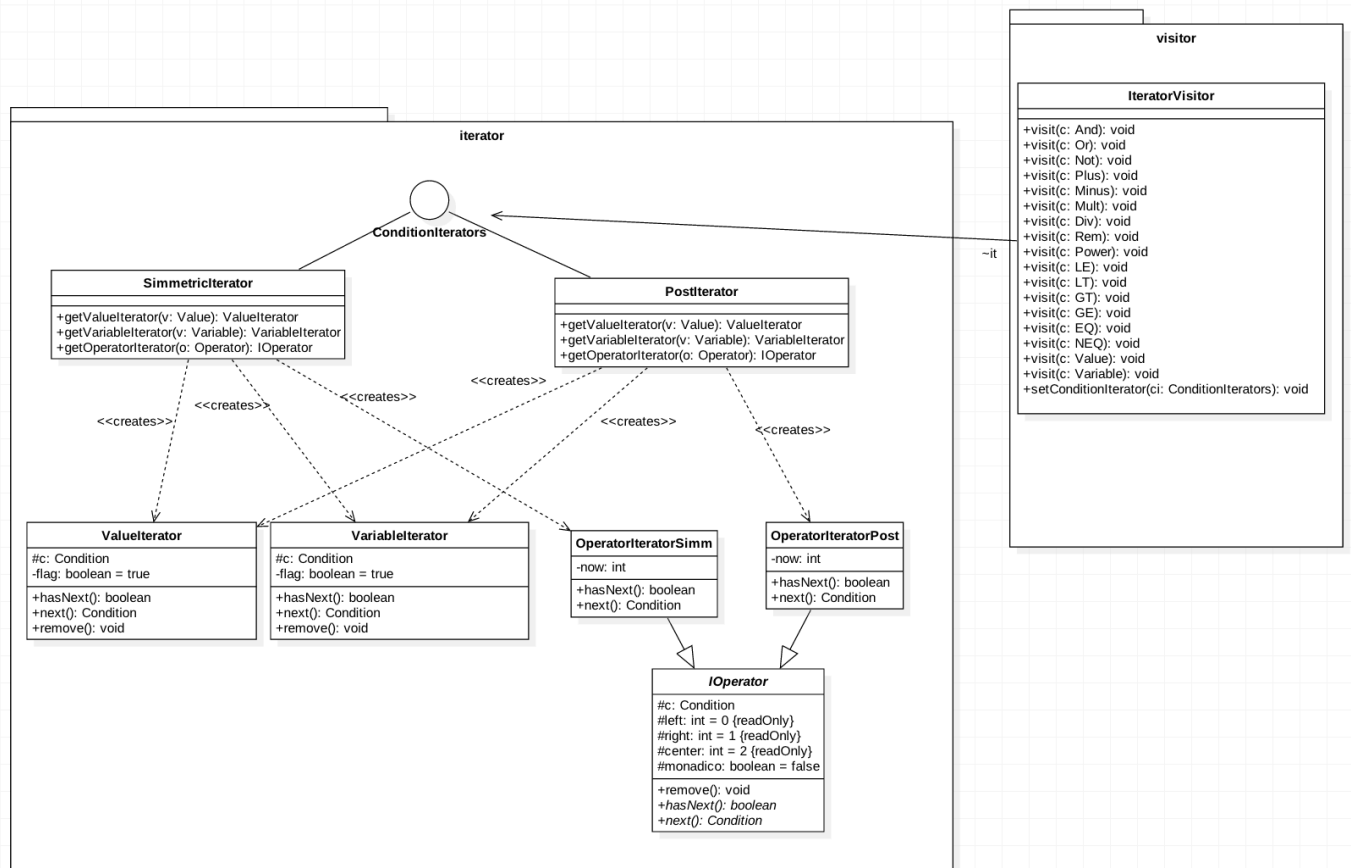 visitor
IteratorVisitor
+visit(c: And): void
+visit(c: Or): void
+visit(c: Not): void
+visit(c: Plus): void
+visit(c: Minus): void
+visit(c: Mult): void
+visit(c: Div): void
+visit(c: Rem): void
+visit(c: Power): void
+visit(c: LE): void
+visit(c: LT): void
+visit(c: GT): void
+visit(c: GE): void
+visit(c: EQ): void
+visit(c: NEQ): void
+visit(c: Value): void
+visit(c: Variable): void
+setConditionIterator(ci: ConditionIterators): void
~it
iterator
ConditionIterators
SimmetricIterator
+getValueIterator(v: Value): ValueIterator
+getVariableIterator(v: Variable): VariableIterator
+getOperatorIterator(o: Operator): IOperator
PostIterator
+getValueIterator(v: Value): ValueIterator
+getVariableIterator(v: Variable): VariableIterator
+getOperatorIterator(o: Operator): IOperator
<<creates>>
<<creates>>
<<creates>>
<<creates>>
<<creates>>
<<creates>>
ValueIterator
#c: Condition
-flag: boolean = true
+hasNext(): boolean
+next(): Condition
+remove(): void
VariableIterator
#c: Condition
-flag: boolean = true
+hasNext(): boolean
+next(): Condition
+remove(): void
OperatorIteratorSimm
-now: int
+hasNext(): boolean
+next(): Condition
OperatorIteratorPost
-now: int
+hasNext(): boolean
+next(): Condition
IOperator
#c: Condition
#left: int = 0 {readOnly}
#right: int = 1 {readOnly}
#center: int = 2 {readOnly}
#monadico: boolean = false
+remove(): void
+hasNext(): boolean
+next(): Condition